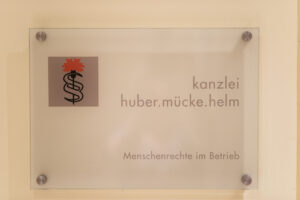 kanzlei
huber.mücke.helm
Menschenrechte im Betrieb